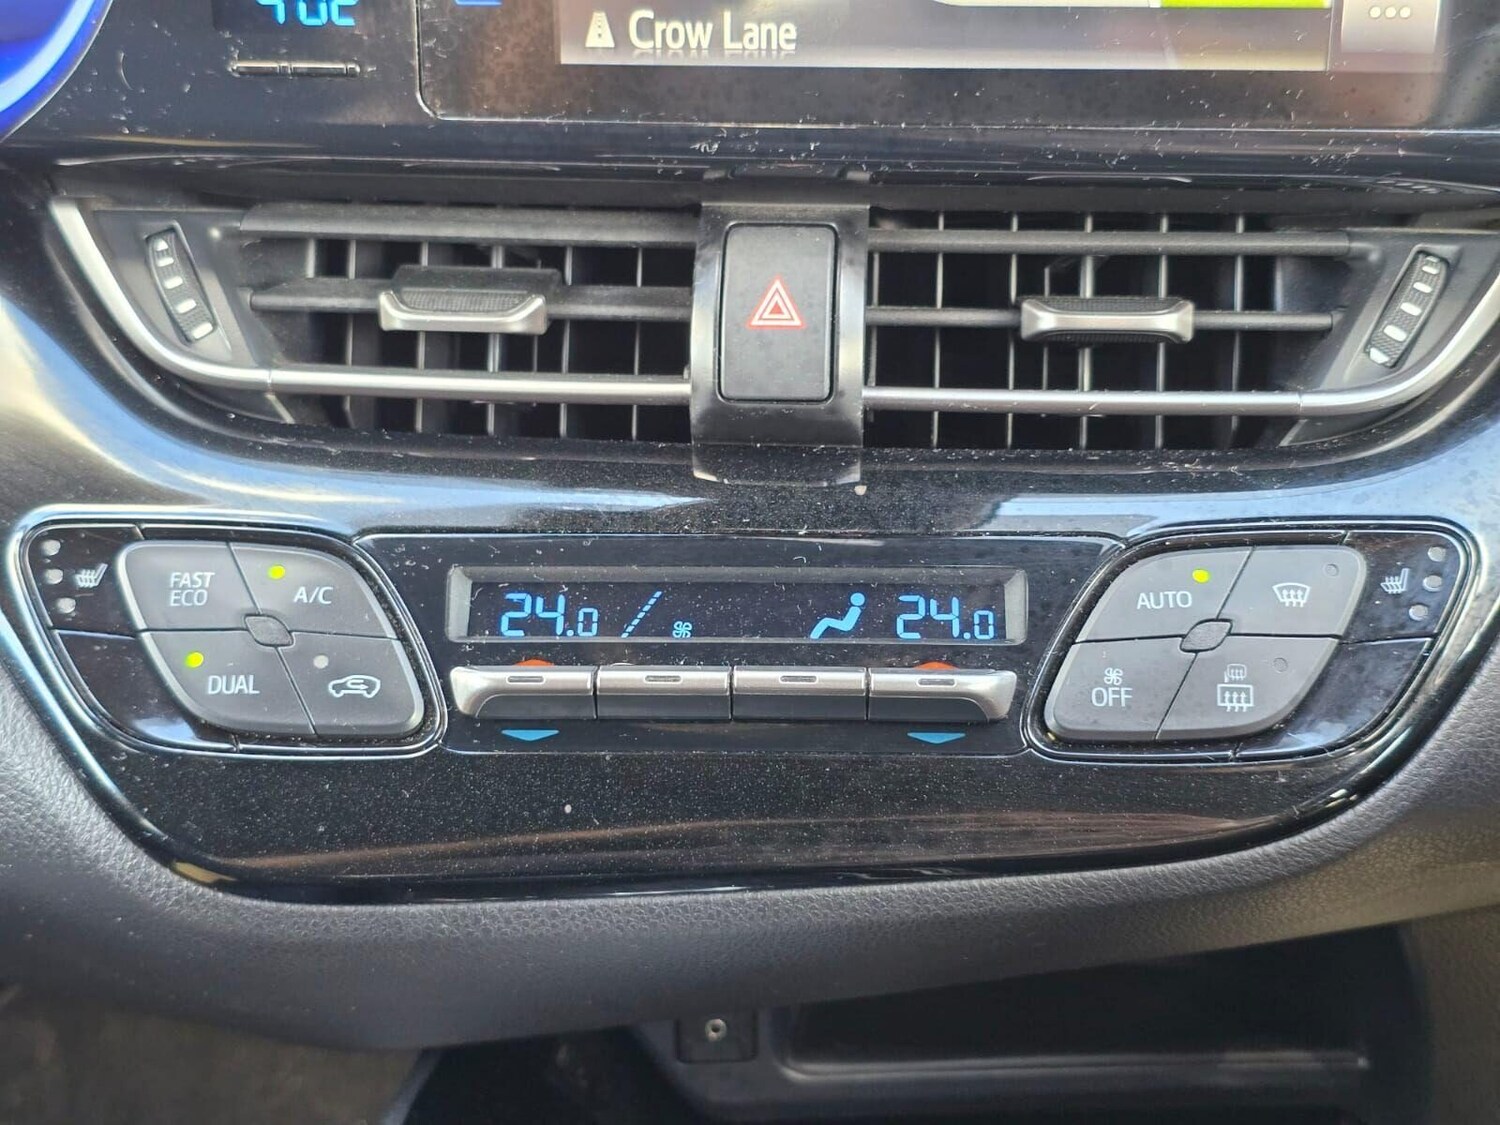 Crow Lane
FAST
ECO
A/C
24.0
24.0
AUTO
DUAL
OFF